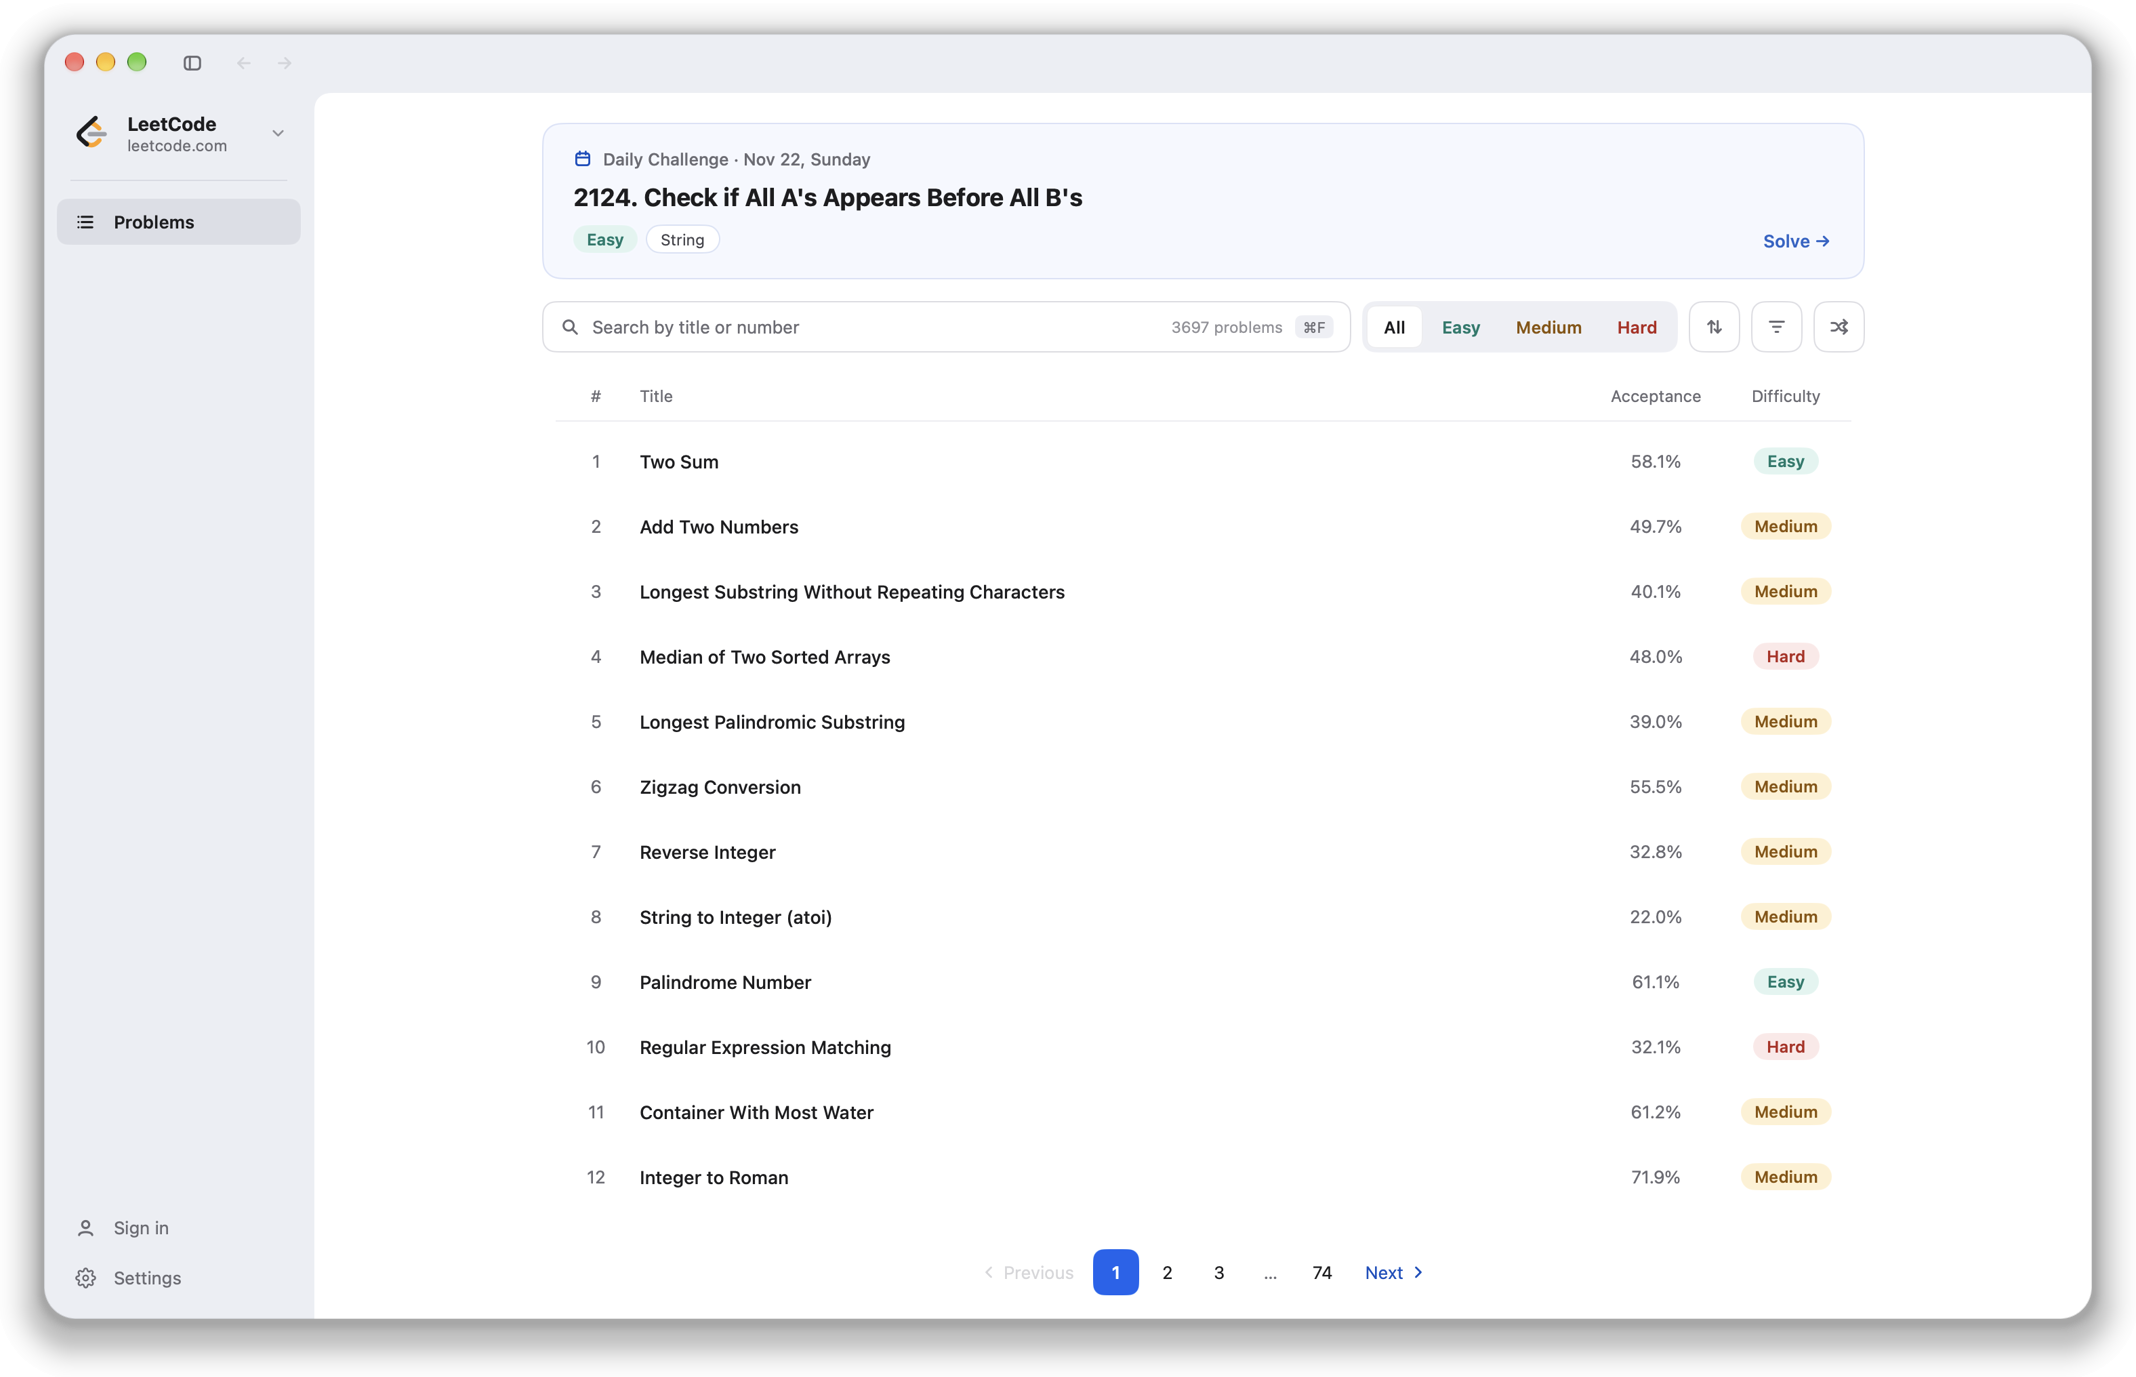 LeetCode
leetcode.com
Problems
Sign in
Settings
Daily Challenge · Nov 22, Sunday
2124. Check if All A's Appears Before All B's
Easy String
Solve →
Search by title or number 3697 problems ⌘F All Easy Medium Hard
# Title Acceptance Difficulty
1 Two Sum 58.1% Easy
2 Add Two Numbers 49.7% Medium
3 Longest Substring Without Repeating Characters 40.1% Medium
4 Median of Two Sorted Arrays 48.0% Hard
5 Longest Palindromic Substring 39.0% Medium
6 Zigzag Conversion 55.5% Medium
7 Reverse Integer 32.8% Medium
8 String to Integer (atoi) 22.0% Medium
9 Palindrome Number 61.1% Easy
10 Regular Expression Matching 32.1% Hard
11 Container With Most Water 61.2% Medium
12 Integer to Roman 71.9% Medium
Previous 1 2 3 ... 74 Next